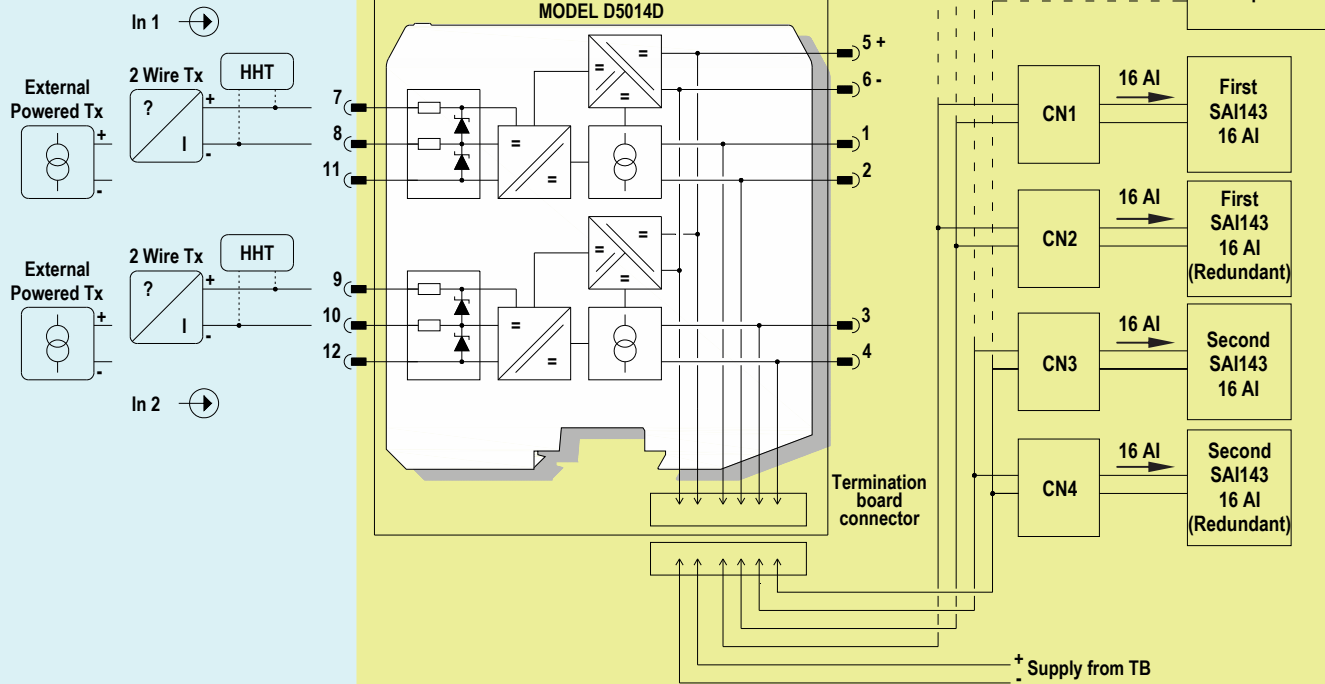 MODEL D5014D
In 1
External
Powered Tx
+
-
2 Wire Tx
?
I
+
-
HHT
7
8
11
=
=
=
=
=
5 +
6 -
1
2
External
Powered Tx
+
-
2 Wire Tx
?
I
+
-
HHT
9
10
12
=
=
=
=
=
3
4
In 2
Termination
board
connector
CN1
16 AI
First
SAI143
16 AI
CN2
16 AI
First
SAI143
16 AI
(Redundant)
CN3
16 AI
Second
SAI143
16 AI
CN4
16 AI
Second
SAI143
16 AI
(Redundant)
+
-
Supply from TB